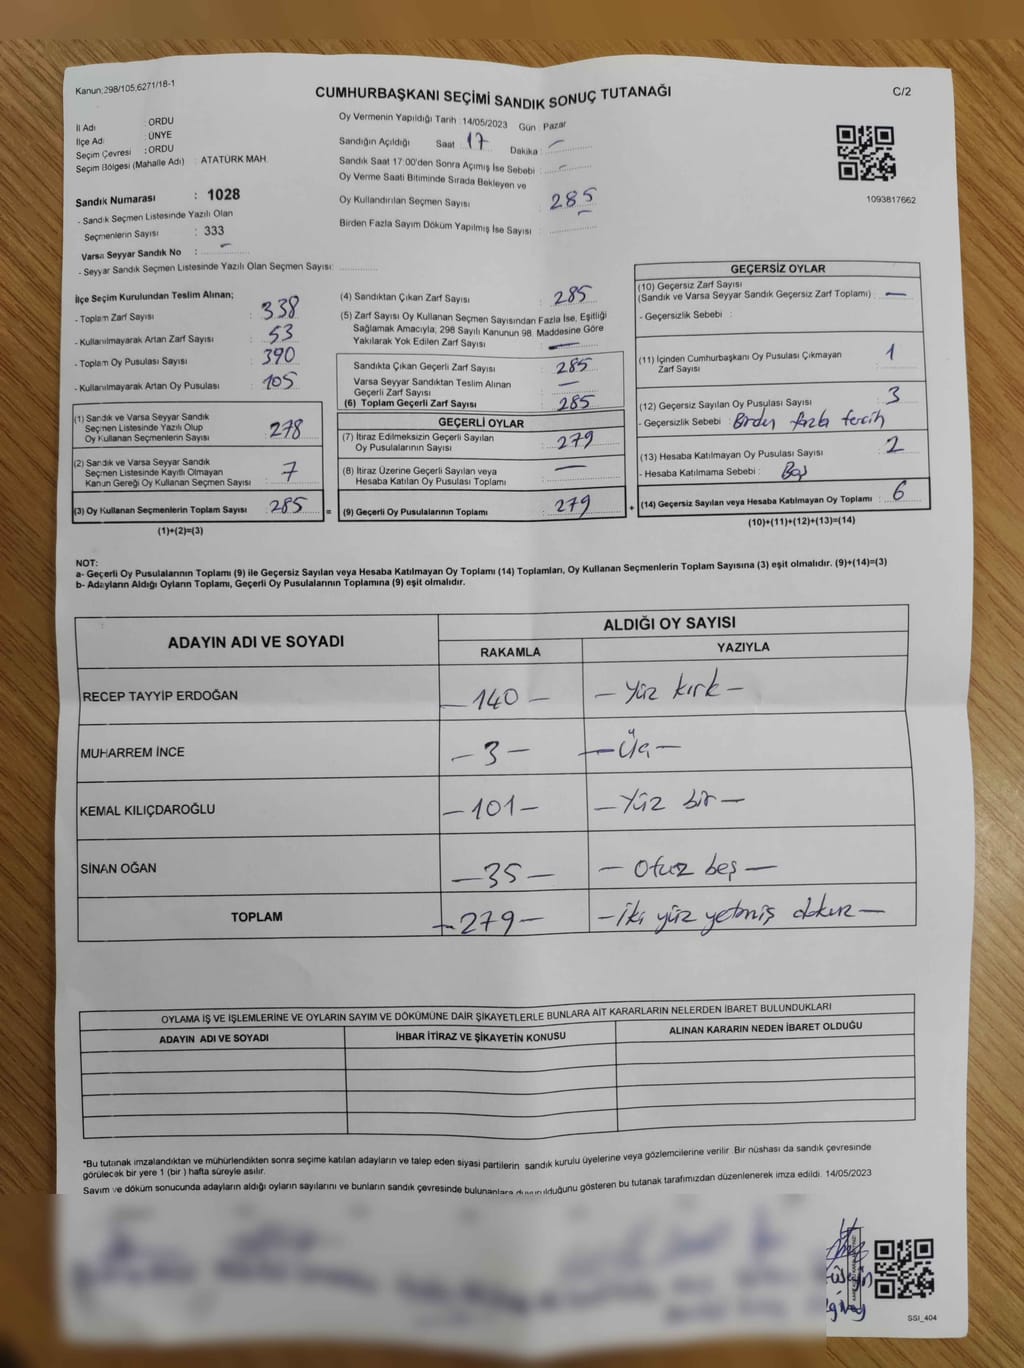 Kanun;298/105;6271/18-1
CUMHURBAŞKANI SEÇİMİ SANDIK SONUÇ TUTANAĞI
C/2
İl Adı : ORDU
İlçe Adı : ÜNYE
Seçim Çevresi : ORDU
Seçim Bölgesi (Mahalle Adı) : ATATÜRK MAH.
Sandık Numarası : 1028
- Sandık Seçmen Listesinde Yazılı Olan
Seçmenlerin Sayısı : 333
Varsa Seyyar Sandık No : -
- Seyyar Sandık Seçmen Listesinde Yazılı Olan Seçmen Sayısı:
Oy Vermenin Yapıldığı Tarih :14/05/2023 Gün : Pazar
Sandığın Açıldığı Saat : 17 Dakika : -
Sandık Saat 17:00'den Sonra Açımış İse Sebebi : -
Oy Verme Saati Bitiminde Sırada Bekleyen ve
Oy Kullandırılan Seçmen Sayısı : 285
Birden Fazla Sayım Döküm Yapılmış İse Sayısı : -
1093817662
İlçe Seçim Kurulundan Teslim Alınan;
- Toplam Zarf Sayısı : 338
- Kullanılmayarak Artan Zarf Sayısı : 53
- Toplam Oy Pusulası Sayısı : 390
- Kullanılmayarak Artan Oy Pusulası : 105
(1) Sandık ve Varsa Seyyar Sandık
Seçmen Listesinde Yazılı Olup
Oy Kullanan Seçmenlerin Sayısı : 278
(2) Sandık ve Varsa Seyyar Sandık
Seçmen Listesinde Kayıtlı Olmayan
Kanun Gereği Oy Kullanan Seçmen Sayısı : 7
(3) Oy Kullanan Seçmenlerin Toplam Sayısı : 285 =
(1)+(2)=(3)
(4) Sandıktan Çıkan Zarf Sayısı : 285
(5) Zarf Sayısı Oy Kullanan Seçmen Sayısından Fazla İse, Eşitliği
Sağlamak Amacıyla; 298 Sayılı Kanunun 98. Maddesine Göre
Yakılarak Yok Edilen Zarf Sayısı : —
Sandıkta Çıkan Geçerli Zarf Sayısı : 285
Varsa Seyyar Sandıktan Teslim Alınan
Geçerli Zarf Sayısı : —
(6) Toplam Geçerli Zarf Sayısı : 285
GEÇERLİ OYLAR
(7) İtiraz Edilmeksizin Geçerli Sayılan
Oy Pusulalarının Sayısı : 279
(8) İtiraz Üzerine Geçerli Sayılan veya
Hesaba Katılan Oy Pusulası Toplamı : —
(9) Geçerli Oy Pusulalarının Toplamı : 279 +
GEÇERSİZ OYLAR
(10) Geçersiz Zarf Sayısı
(Sandık ve Varsa Seyyar Sandık Geçersiz Zarf Toplamı) : —
- Geçersizlik Sebebi :
(11) İçinden Cumhurbaşkanı Oy Pusulası Çıkmayan
Zarf Sayısı : 1
(12) Geçersiz Sayılan Oy Pusulası Sayısı : 3
- Geçersizlik Sebebi : Birden fazla tercih
(13) Hesaba Katılmayan Oy Pusulası Sayısı : 2
- Hesaba Katılmama Sebebi : Boş
(14) Geçersiz Sayılan veya Hesaba Katılmayan Oy Toplamı : 6
(10)+(11)+(12)+(13)=(14)
NOT:
a- Geçerli Oy Pusulalarının Toplamı (9) ile Geçersiz Sayılan veya Hesaba Katılmayan Oy Toplamı (14) Toplamları, Oy Kullanan Seçmenlerin Toplam Sayısına (3) eşit olmalıdır. (9)+(14)=(3)
b- Adayların Aldığı Oyların Toplamı, Geçerli Oy Pusulalarının Toplamına (9) eşit olmalıdır.
ADAYIN ADI VE SOYADI ALDIĞI OY SAYISI
RAKAMLA YAZIYLA
RECEP TAYYİP ERDOĞAN — 140 — — Yüz kırk —
MUHARREM İNCE — 3 — — Üç —
KEMAL KILIÇDAROĞLU — 101 — — Yüz bir —
SİNAN OĞAN — 35 — — Otuz beş —
TOPLAM — 279 — — İki yüz yetmiş dokuz —
OYLAMA İŞ VE İŞLEMLERİNE VE OYLARIN SAYIM VE DÖKÜMÜNE DAİR ŞİKAYETLERLE BUNLARA AİT KARARLARIN NELERDEN İBARET BULUNDUKLARI
ADAYIN ADI VE SOYADI İHBAR İTİRAZ VE ŞİKAYETİN KONUSU ALINAN KARARIN NEDEN İBARET OLDUĞU
*Bu tutanak imzalandıktan ve mühürlendikten sonra seçime katılan adayların ve talep eden siyasi partilerin sandık kurulu üyelerine veya gözlemcilerine verilir .Bir nüshası da sandık çevresinde
görülecek bir yere 1 (bir ) hafta süreyle asılır.
Sayım ve döküm sonucunda adayların aldığı oyların sayılarını ve bunların sandık çevresinde bulunanlara duyurulduğunu gösteren bu tutanak tarafımızdan düzenlenerek imza edildi. 14/05/2023
SSI_404